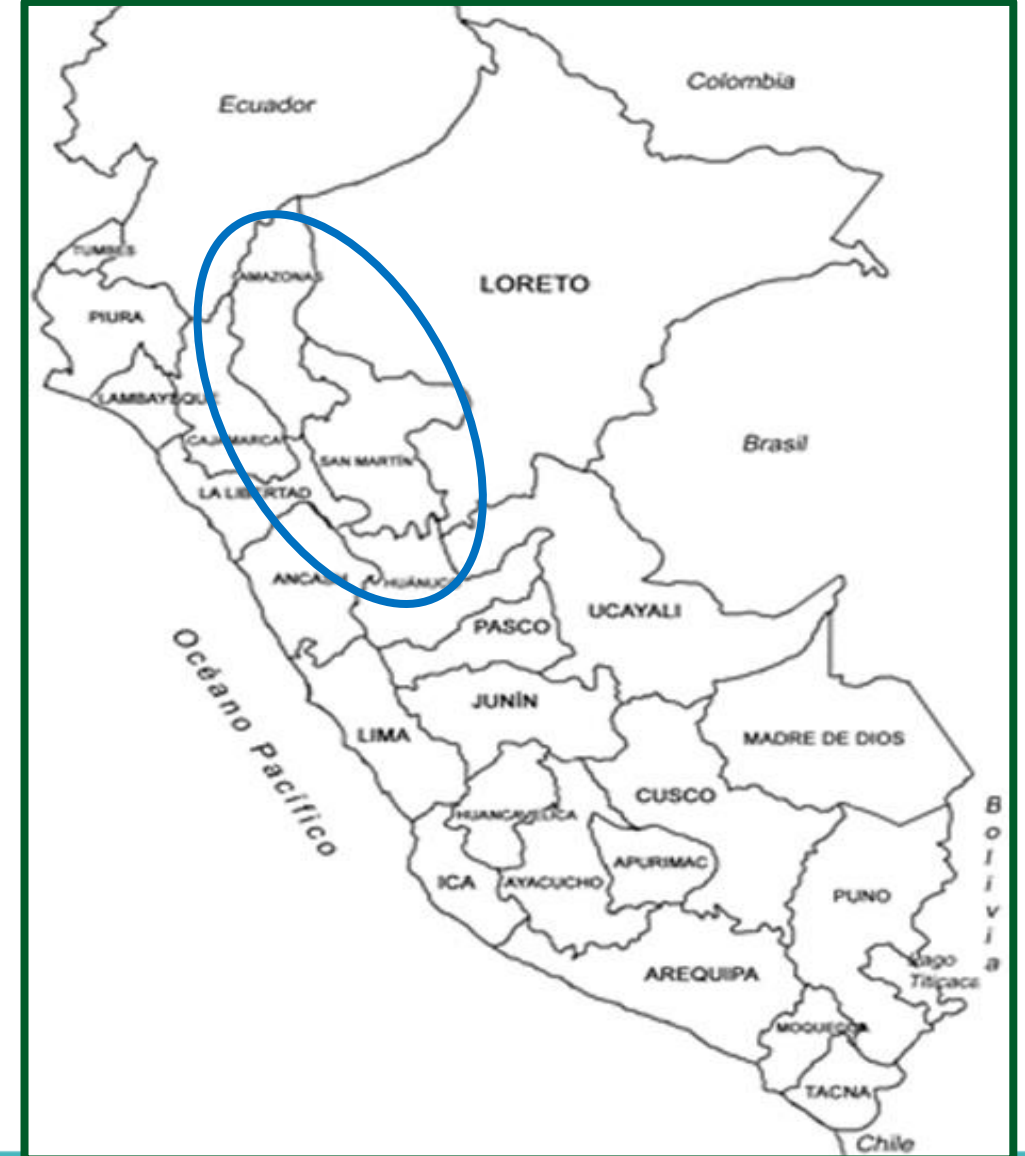 Colombia
Ecuador
TUMBES
AMAZONAS
LORETO
PIURA
LAMBAYEQUE
CAJAMARCA
Brasil
SAN MARTÍN
LA LIBERTAD
ANCASH
HUÁNUCO
UCAYALI
PASCO
Océano Pacífico
JUNÍN
LIMA
MADRE DE DIOS
CUSCO
Bolivia
HUANCAVELICA
APURIMAC
ICA
AYACUCHO
PUNO
Lago
Titicaca
AREQUIPA
MOQUEGUA
TACNA
Chile